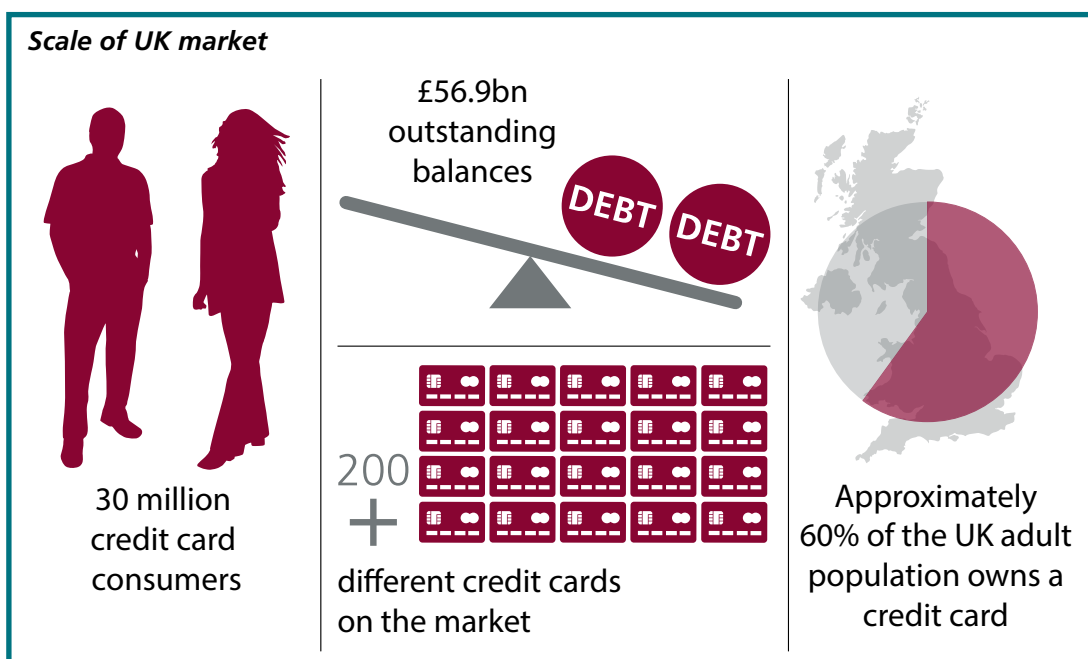 Scale of UK market
30 million
credit card
consumers
£56.9bn
outstanding
balances
DEBT
DEBT
200
+
different credit cards
on the market
Approximately
60% of the UK adult
population owns a
credit card